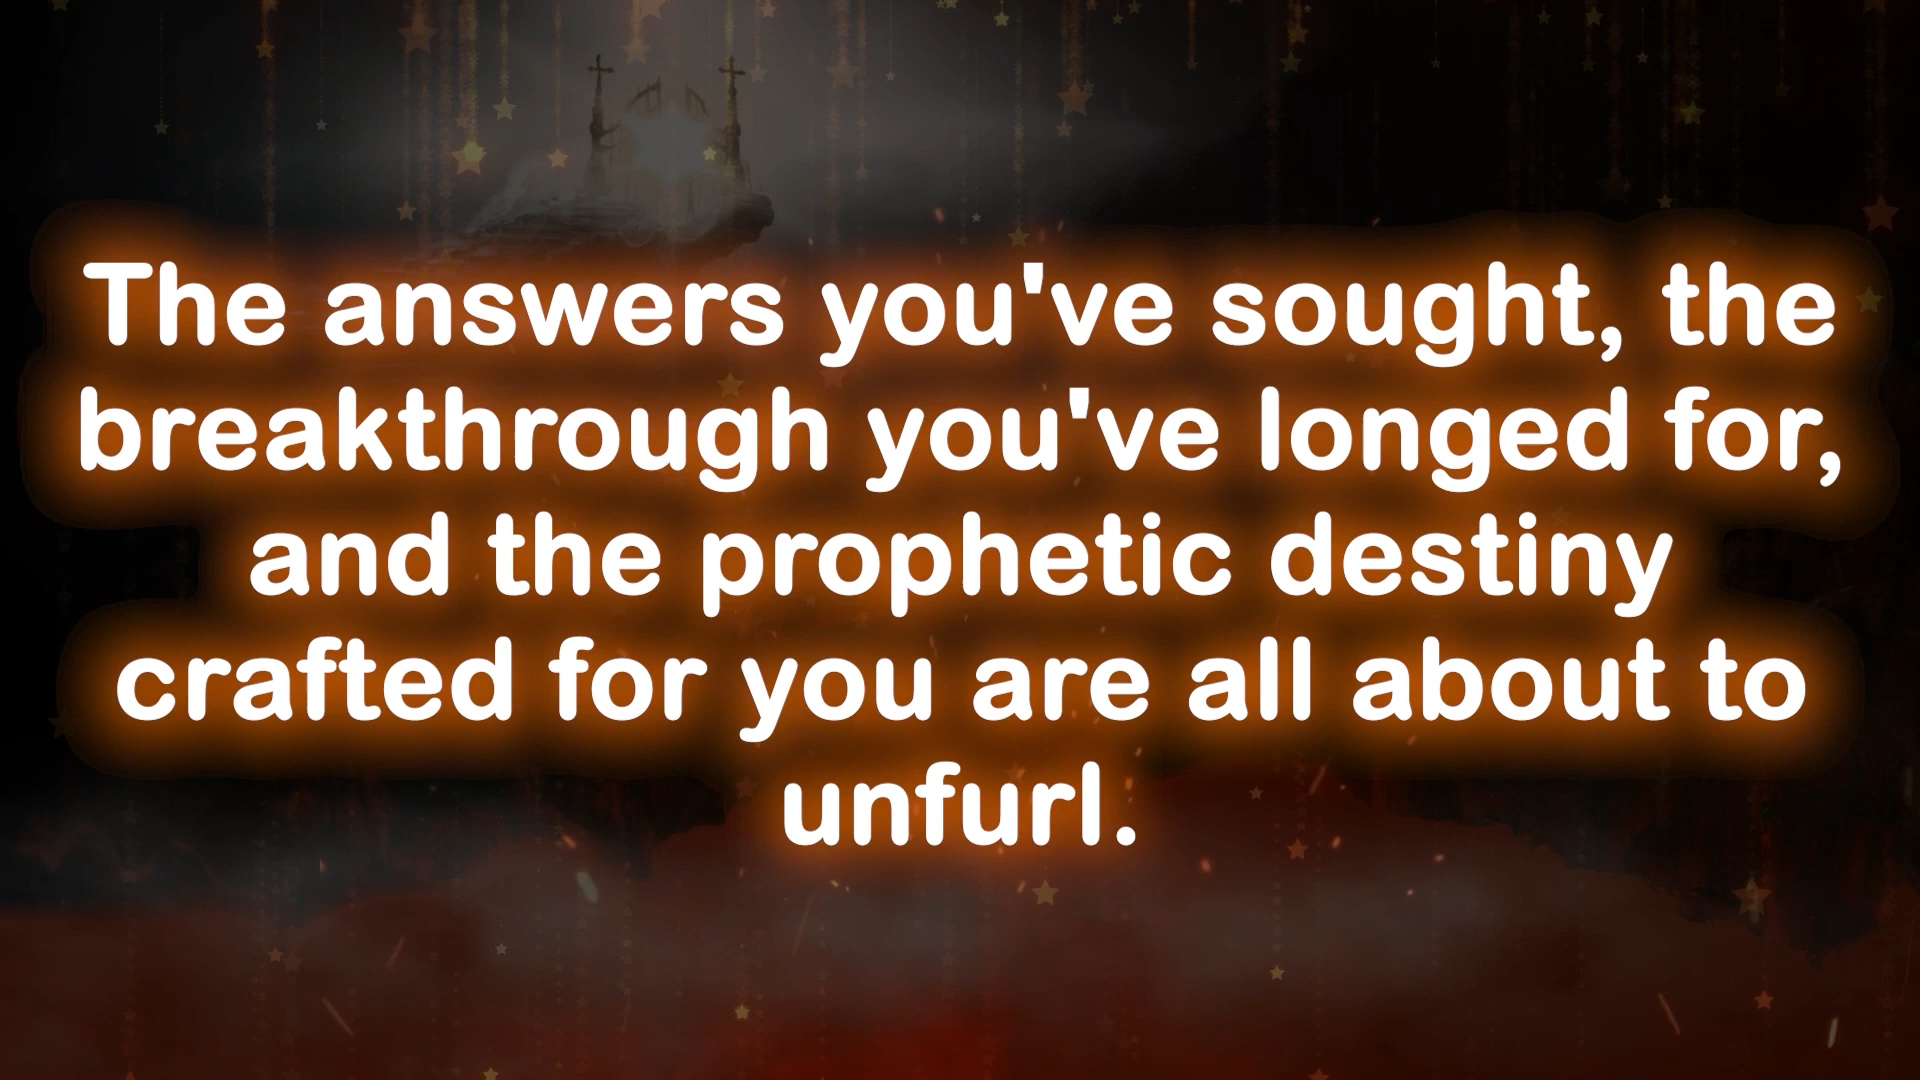 The answers you've sought, the
breakthrough you've longed for,
and the prophetic destiny
crafted for you are all about to
unfurl.